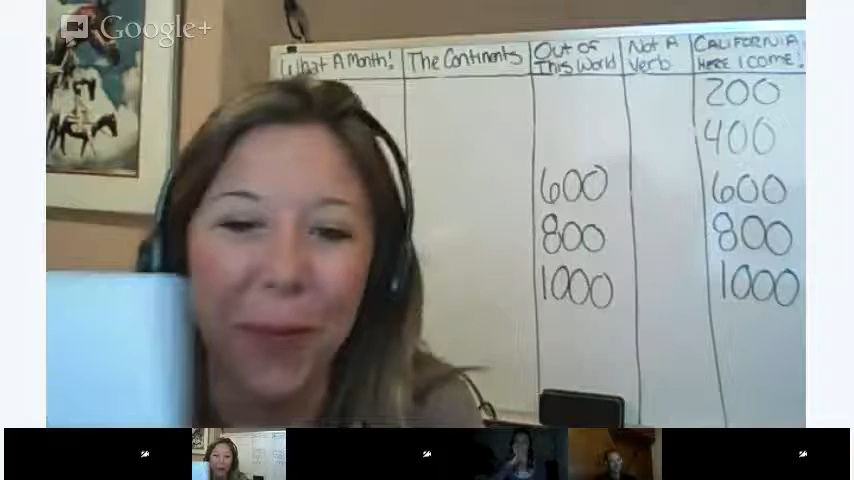 Google+
What A Month!
The Continents
Out of
This World
Not A
Verb
CALIFORNIA
HERE I COME!
200
400
600
600
800
800
1000
1000